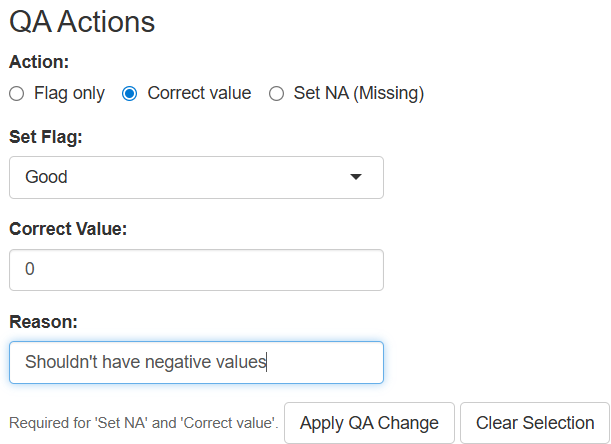 QA Actions
Action:
Flag only Correct value Set NA (Missing)
Set Flag:
Good
Correct Value:
0
Reason:
Shouldn't have negative values
Required for 'Set NA' and 'Correct value'. Apply QA Change Clear Selection